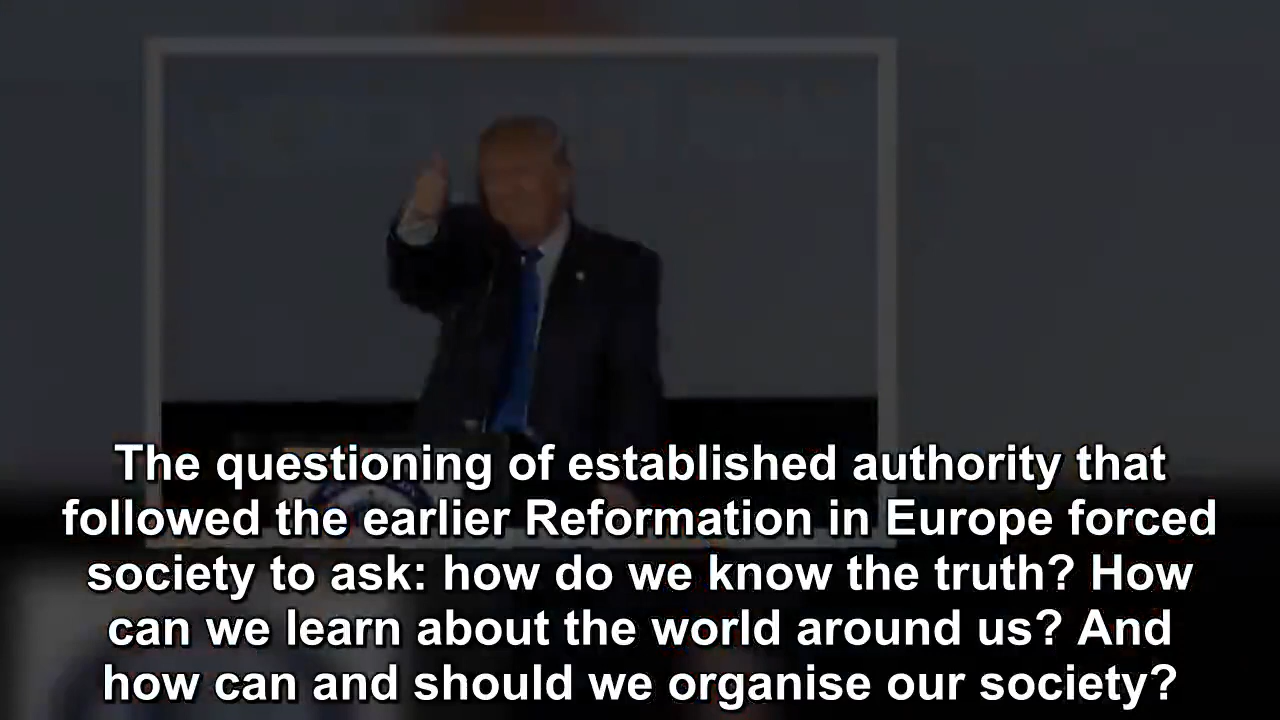 The questioning of established authority that
followed the earlier Reformation in Europe forced
society to ask: how do we know the truth? How
can we learn about the world around us? And
how can and should we organise our society?